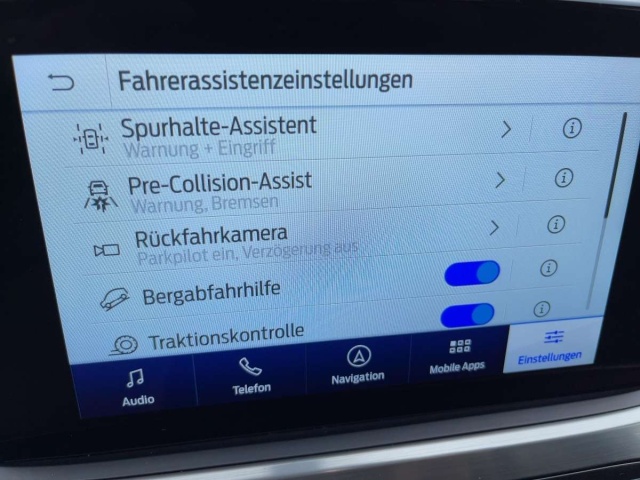 Fahrerassistenzeinstellungen
Spurhalte-Assistent
Warnung + Eingriff
Pre-Collision-Assist
Warnung, Bremsen
Rückfahrkamera
Parkpilot ein, Verzögerung aus
Bergabfahrhilfe
Traktionskontrolle
Audio
Telefon
Navigation
Mobile Apps
Einstellungen